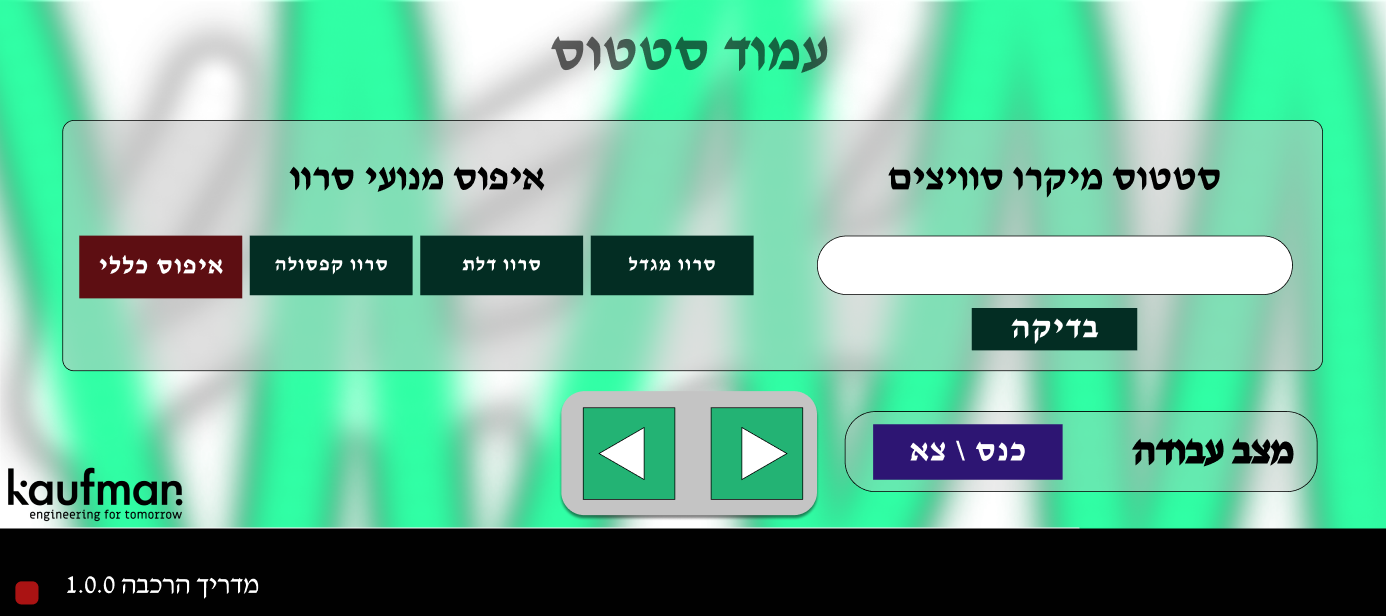 עמוד סטטוס
סטטוס מיקרו סוויצים
בדיקה
איפוס מנועי סרוו
סרוו מגדל
סרוו דלת
סרוו קפסולה
איפוס כללי
מצב עבודה
כנס \ צא
kaufman
engineering for tomorrow
מדריך הרכבה 1.0.0